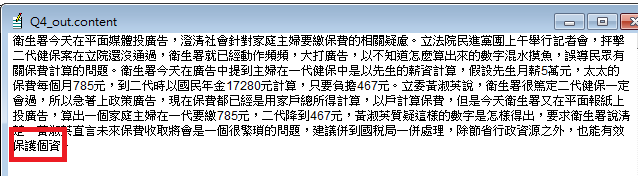 Q4_out.content
衛生署今天在平面媒體投廣告，澄清社會針對家庭主婦要繳保費的相關疑慮。立法院民進黨團上午舉行記者會，抨擊
二代健保案在立院還沒通過，衛生署就已經動作頻頻，大打廣告，以不知道怎麼算出來的數字混水摸魚，誤導民眾有
關保費計算的問題。衛生署今天在廣告中提到主婦在一代健保中是以先生的薪資計算，假設先生月薪5萬元，太太的
保費每個月785元，到二代時以國民年金17280元計算，只要負擔467元。立委黃淑英說，衛生署很篤定二代健保一定
會過，所以急著上政策廣告，現在保費都已經是用家戶總所得計算，以戶計算保費，但是今天衛生署又在平面報紙上
投廣告，算出一個家庭主婦在一代要繳785元，二代降到467元，黃淑英質疑這樣的數字是怎樣得出，要求衛生署說清
楚。黃淑英直言未來保費收取將會是一個很繁瑣的問題，建議併到國稅局一併處理，除節省行政資源之外，也能有效
保護個資。